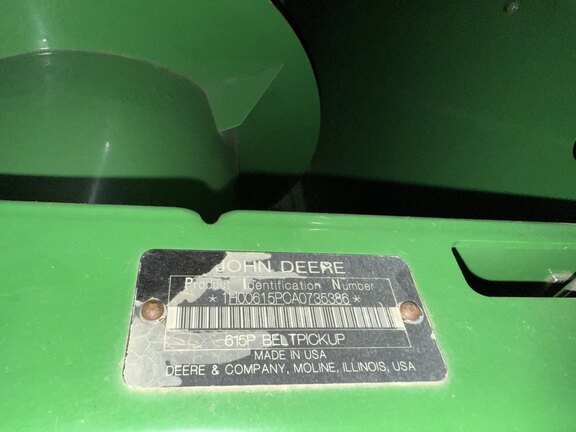 JOHN DEERE
Product Identification Number
* 1H00615PCA0735386 *
615P BELTPICKUP
MADE IN USA
DEERE & COMPANY, MOLINE, ILLINOIS, USA